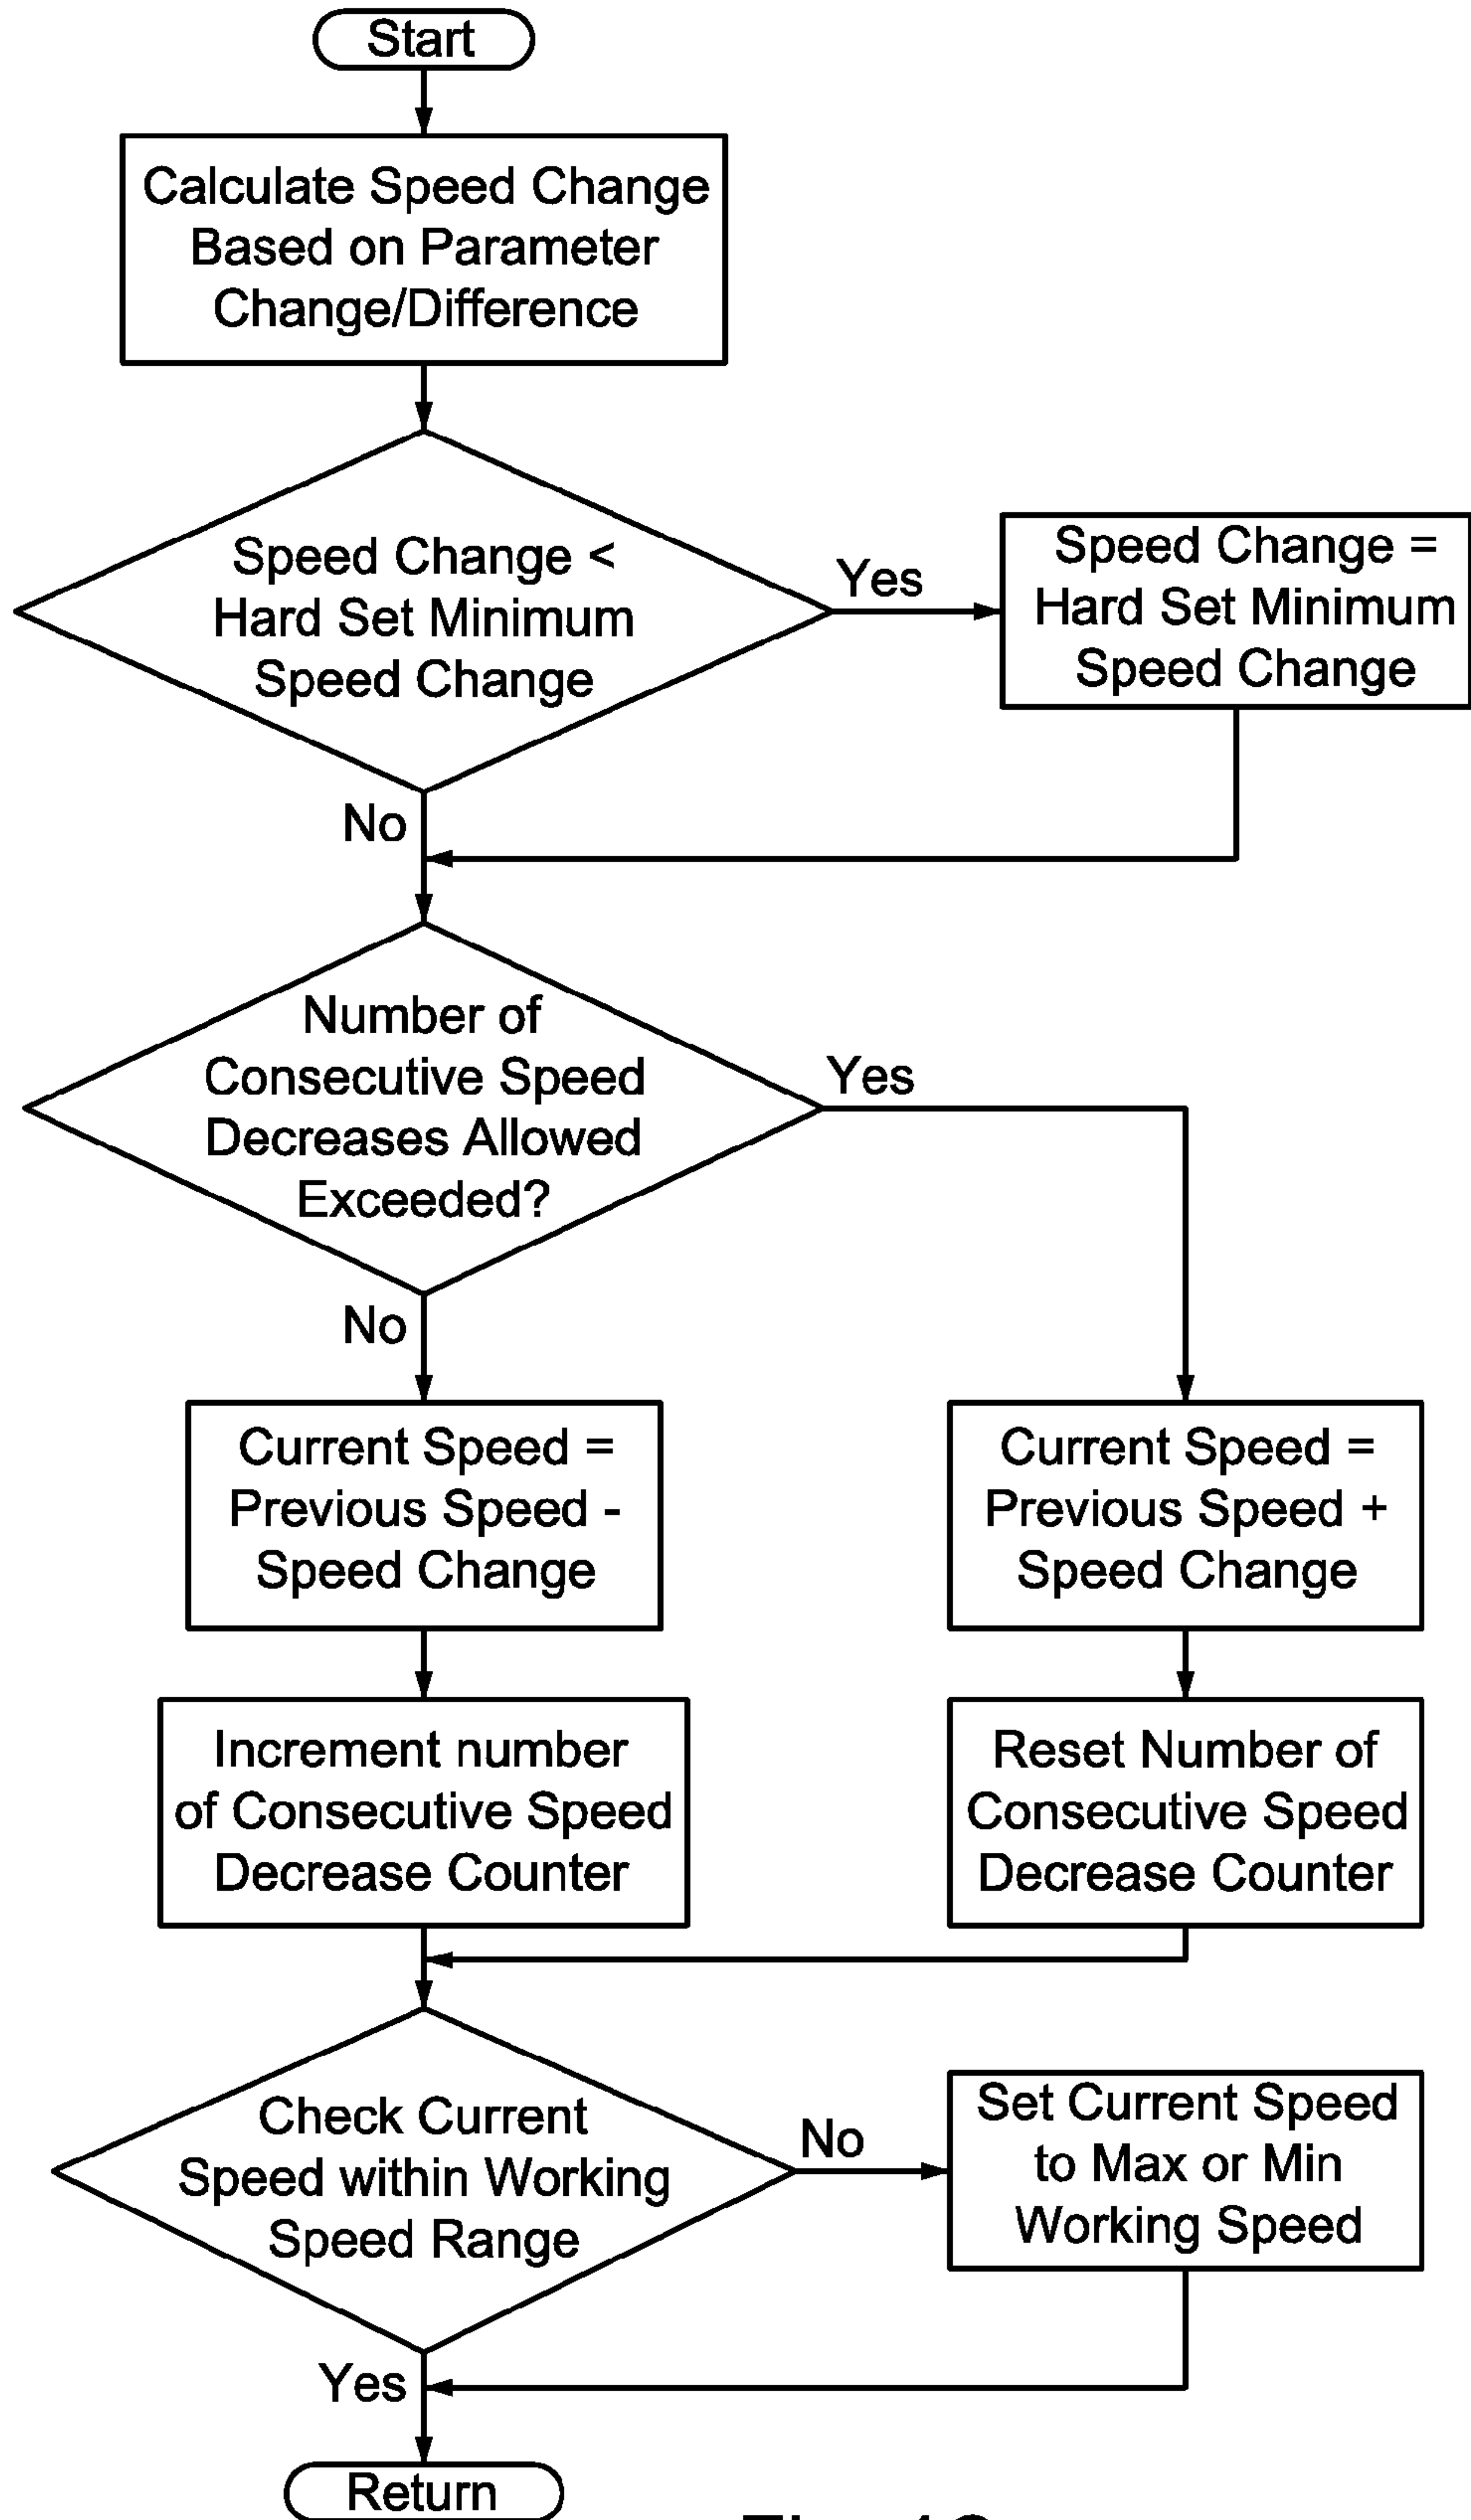 Start
Calculate Speed Change
Based on Parameter
Change/Difference
Speed Change <
Hard Set Minimum
Speed Change
Yes
Speed Change =
Hard Set Minimum
Speed Change
No
Number of
Consecutive Speed
Decreases Allowed
Exceeded?
Yes
No
Current Speed =
Previous Speed -
Speed Change
Current Speed =
Previous Speed +
Speed Change
Increment number
of Consecutive Speed
Decrease Counter
Reset Number of
Consecutive Speed
Decrease Counter
Check Current
Speed within Working
Speed Range
No
Set Current Speed
to Max or Min
Working Speed
Yes
Return